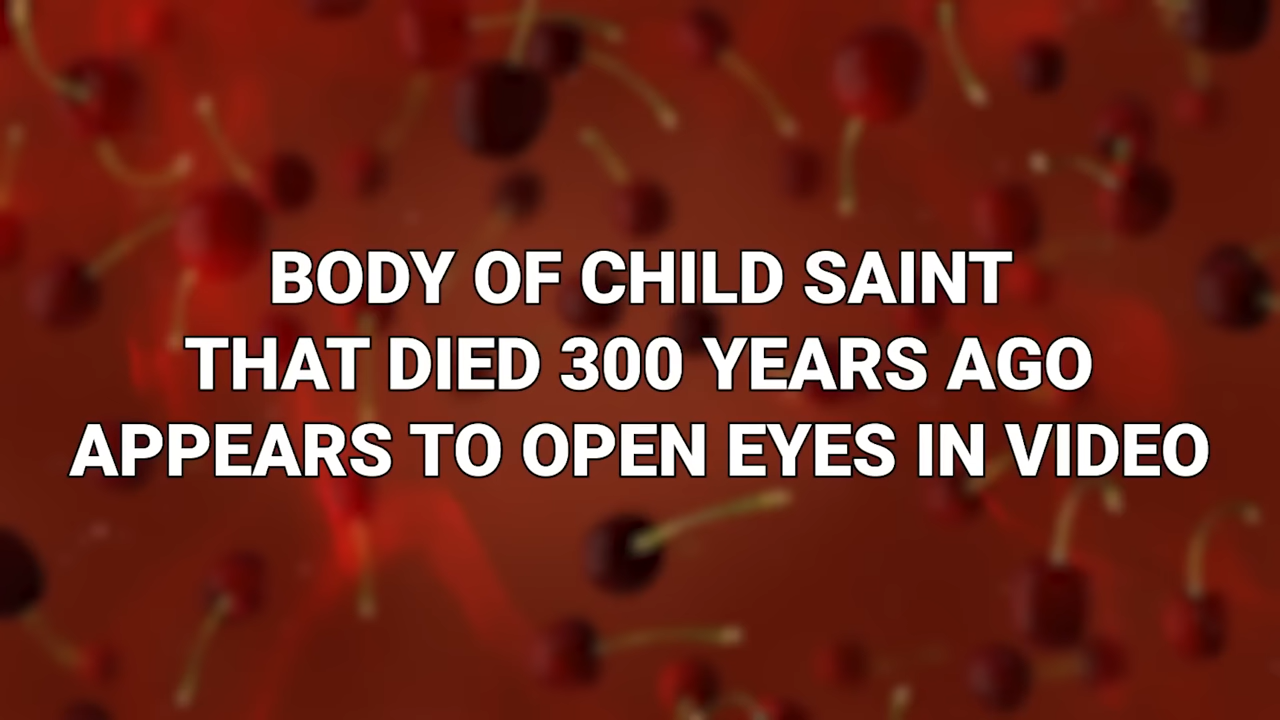 BODY OF CHILD SAINT
THAT DIED 300 YEARS AGO
APPEARS TO OPEN EYES IN VIDEO